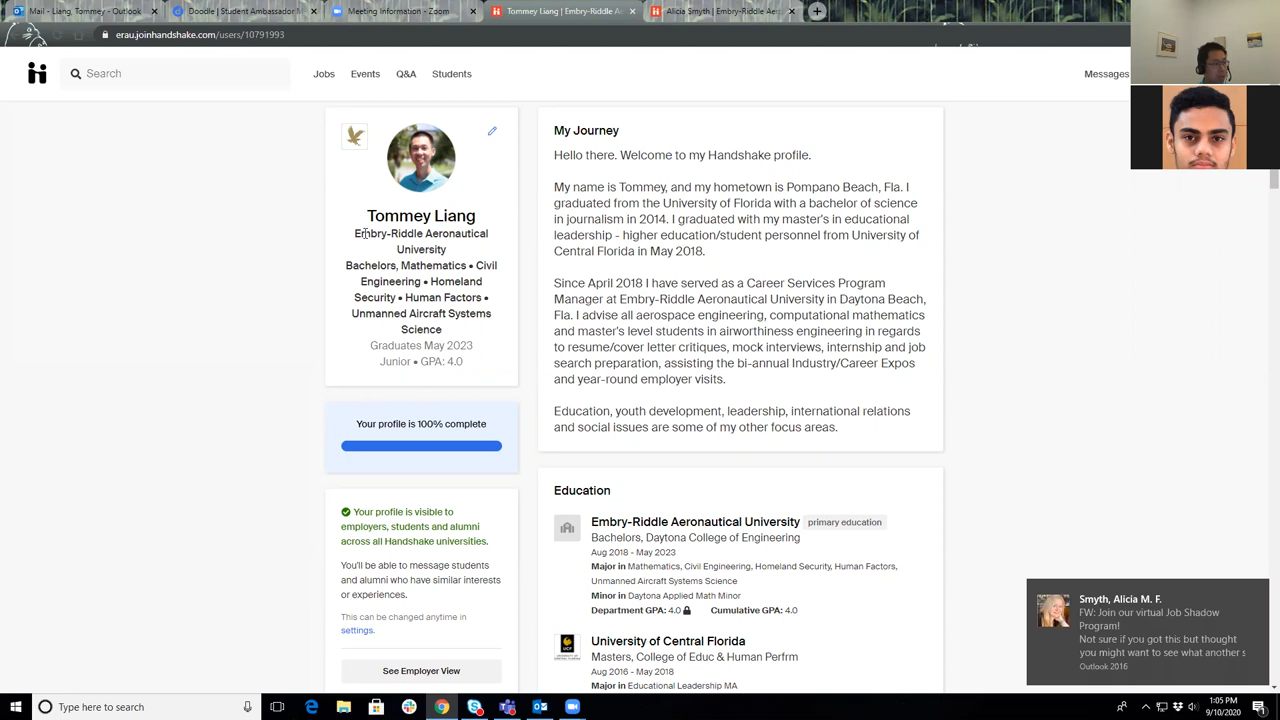 Mail - Liang, Tommey - Outlook
Doodle | Student Ambassador M
Meeting Information - Zoom
Tommey Liang | Embry-Riddle Ae
Alicia Smyth | Embry-Riddle Aero
erau.joinhandshake.com/users/10791993
Search
Jobs
Events
Q&A
Students
Messages
Tommey Liang
Embry-Riddle Aeronautical
University
Bachelors, Mathematics • Civil
Engineering • Homeland
Security • Human Factors •
Unmanned Aircraft Systems
Science
Graduates May 2023
Junior • GPA: 4.0
Your profile is 100% complete
Your profile is visible to
employers, students and alumni
across all Handshake universities.
You'll be able to message students
and alumni who have similar interests
or experiences.
This can be changed anytime in
settings.
See Employer View
My Journey
Hello there. Welcome to my Handshake profile.
My name is Tommey, and my hometown is Pompano Beach, Fla. I
graduated from the University of Florida with a bachelor of science
in journalism in 2014. I graduated with my master's in educational
leadership - higher education/student personnel from University of
Central Florida in May 2018.
Since April 2018 I have served as a Career Services Program
Manager at Embry-Riddle Aeronautical University in Daytona Beach,
Fla. I advise all aerospace engineering, computational mathematics
and master's level students in airworthiness engineering in regards
to resume/cover letter critiques, mock interviews, internship and job
search preparation, assisting the bi-annual Industry/Career Expos
and year-round employer visits.
Education, youth development, leadership, international relations
and social issues are some of my other focus areas.
Education
Embry-Riddle Aeronautical University primary education
Bachelors, Daytona College of Engineering
Aug 2018 - May 2023
Major in Mathematics, Civil Engineering, Homeland Security, Human Factors,
Unmanned Aircraft Systems Science
Minor in Daytona Applied Math Minor
Department GPA: 4.0 Cumulative GPA: 4.0
University of Central Florida
Masters, College of Educ & Human Perfrm
Aug 2016 - May 2018
Major in Educational Leadership MA
Smyth, Alicia M. F.
FW: Join our virtual Job Shadow
Program!
Not sure if you got this but thought
you might want to see what another s
Outlook 2016
Type here to search
1:05 PM
9/10/2020